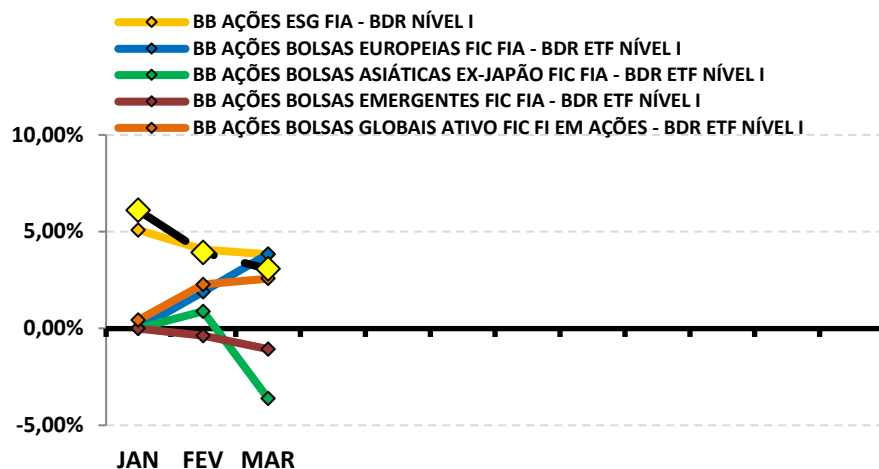 BB AÇÕES ESG FIA - BDR NÍVEL I
BB AÇÕES BOLSAS EUROPEIAS FIC FIA - BDR ETF NÍVEL I
BB AÇÕES BOLSAS ASIÁTICAS EX-JAPÃO FIC FIA - BDR ETF NÍVEL I
BB AÇÕES BOLSAS EMERGENTES FIC FIA - BDR ETF NÍVEL I
BB AÇÕES BOLSAS GLOBAIS ATIVO FIC FI EM AÇÕES - BDR ETF NÍVEL I
10,00%
5,00%
0,00%
-5,00%
JAN FEV MAR